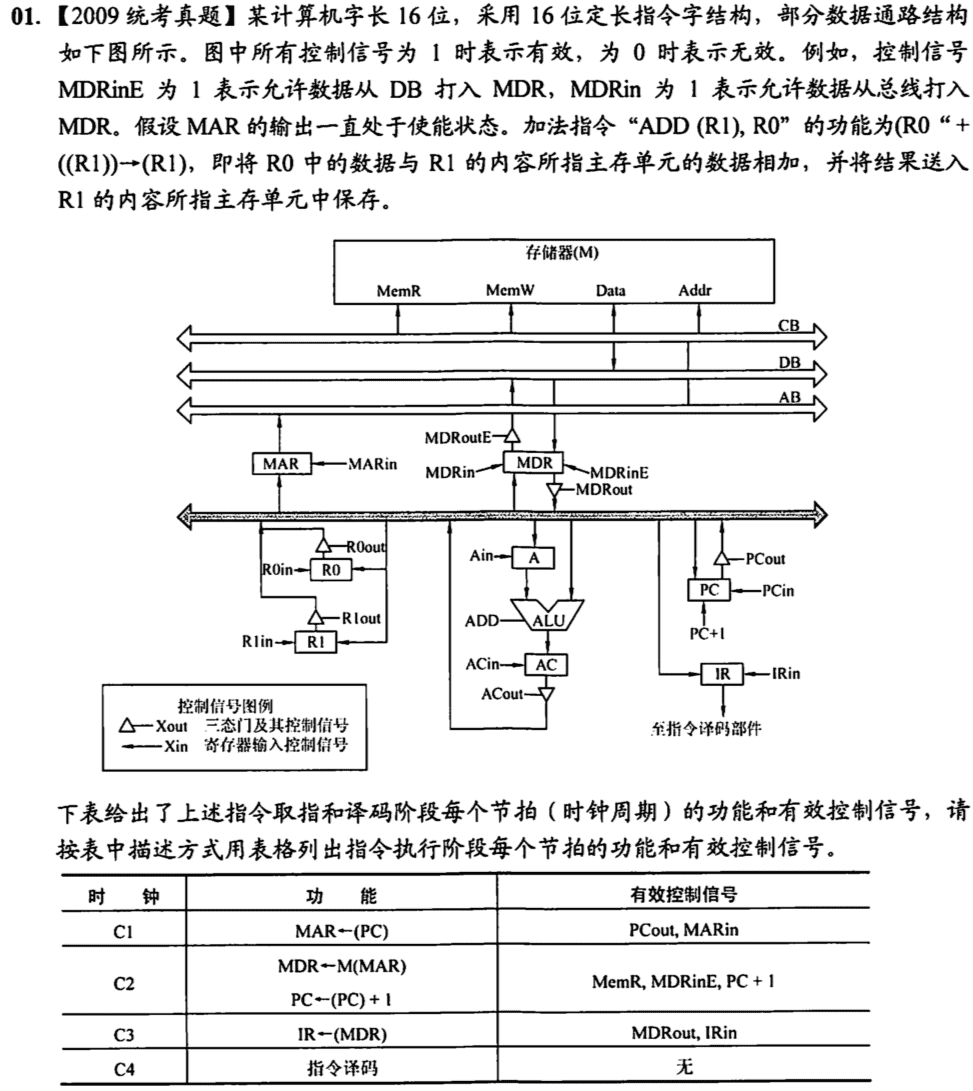 01.【2009 统考真题】某计算机字长 16 位，采用 16 位定长指令字结构，部分数据通路结构
如下图所示。图中所有控制信号为 1 时表示有效，为 0 时表示无效。例如，控制信号
MDRinE 为 1 表示允许数据从 DB 打入 MDR，MDRin 为 1 表示允许数据从总线打入
MDR。假设 MAR 的输出一直处于使能状态。加法指令“ADD (R1), R0”的功能为(R0“+
((R1))→(R1)，即将 R0 中的数据与 R1 的内容所指主存单元的数据相加，并将结果送入
R1 的内容所指主存单元中保存。
存储器(M)
MemR MemW Data Addr
CB
DB
AB
MDRoutE
MAR MARin MDRin MDR MDRinE
MDRout
R0out Ain A PCout
R0in R0 PC PCin
R1out ADD ALU PC+1
R1in R1 ACin AC IR IRin
ACout
控制信号图例
Xout 三态门及其控制信号
Xin 寄存器输入控制信号
至指令译码部件
下表给出了上述指令取指和译码阶段每个节拍（时钟周期）的功能和有效控制信号，请
按表中描述方式用表格列出指令执行阶段每个节拍的功能和有效控制信号。
时 钟 功 能 有效控制信号
C1 MAR←(PC) PCout, MARin
C2 MDR←M(MAR) MemR, MDRinE, PC + 1
PC←(PC) + 1
C3 IR←(MDR) MDRout, IRin
C4 指令译码 无